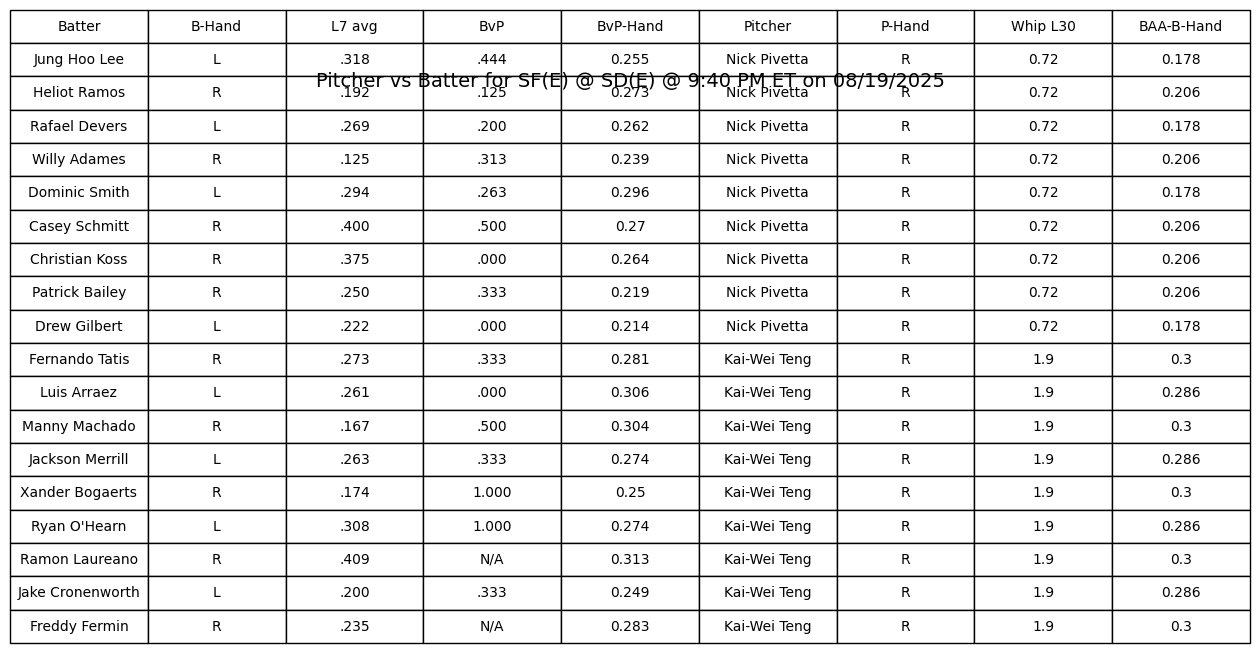 Batter B-Hand L7 avg BvP BvP-Hand Pitcher P-Hand Whip L30 BAA-B-Hand
Jung Hoo Lee L .318 .444 0.255 Nick Pivetta R 0.72 0.178
Pitcher vs Batter for SF(E) @ SD(E) @ 9:40 PM ET on 08/19/2025
Heliot Ramos R .192 .125 0.273 Nick Pivetta R 0.72 0.206
Rafael Devers L .269 .200 0.262 Nick Pivetta R 0.72 0.178
Willy Adames R .125 .313 0.239 Nick Pivetta R 0.72 0.206
Dominic Smith L .294 .263 0.296 Nick Pivetta R 0.72 0.178
Casey Schmitt R .400 .500 0.27 Nick Pivetta R 0.72 0.206
Christian Koss R .375 .000 0.264 Nick Pivetta R 0.72 0.206
Patrick Bailey R .250 .333 0.219 Nick Pivetta R 0.72 0.206
Drew Gilbert L .222 .000 0.214 Nick Pivetta R 0.72 0.178
Fernando Tatis R .273 .333 0.281 Kai-Wei Teng R 1.9 0.3
Luis Arraez L .261 .000 0.306 Kai-Wei Teng R 1.9 0.286
Manny Machado R .167 .500 0.304 Kai-Wei Teng R 1.9 0.3
Jackson Merrill L .263 .333 0.274 Kai-Wei Teng R 1.9 0.286
Xander Bogaerts R .174 1.000 0.25 Kai-Wei Teng R 1.9 0.3
Ryan O'Hearn L .308 1.000 0.274 Kai-Wei Teng R 1.9 0.286
Ramon Laureano R .409 N/A 0.313 Kai-Wei Teng R 1.9 0.3
Jake Cronenworth L .200 .333 0.249 Kai-Wei Teng R 1.9 0.286
Freddy Fermin R .235 N/A 0.283 Kai-Wei Teng R 1.9 0.3